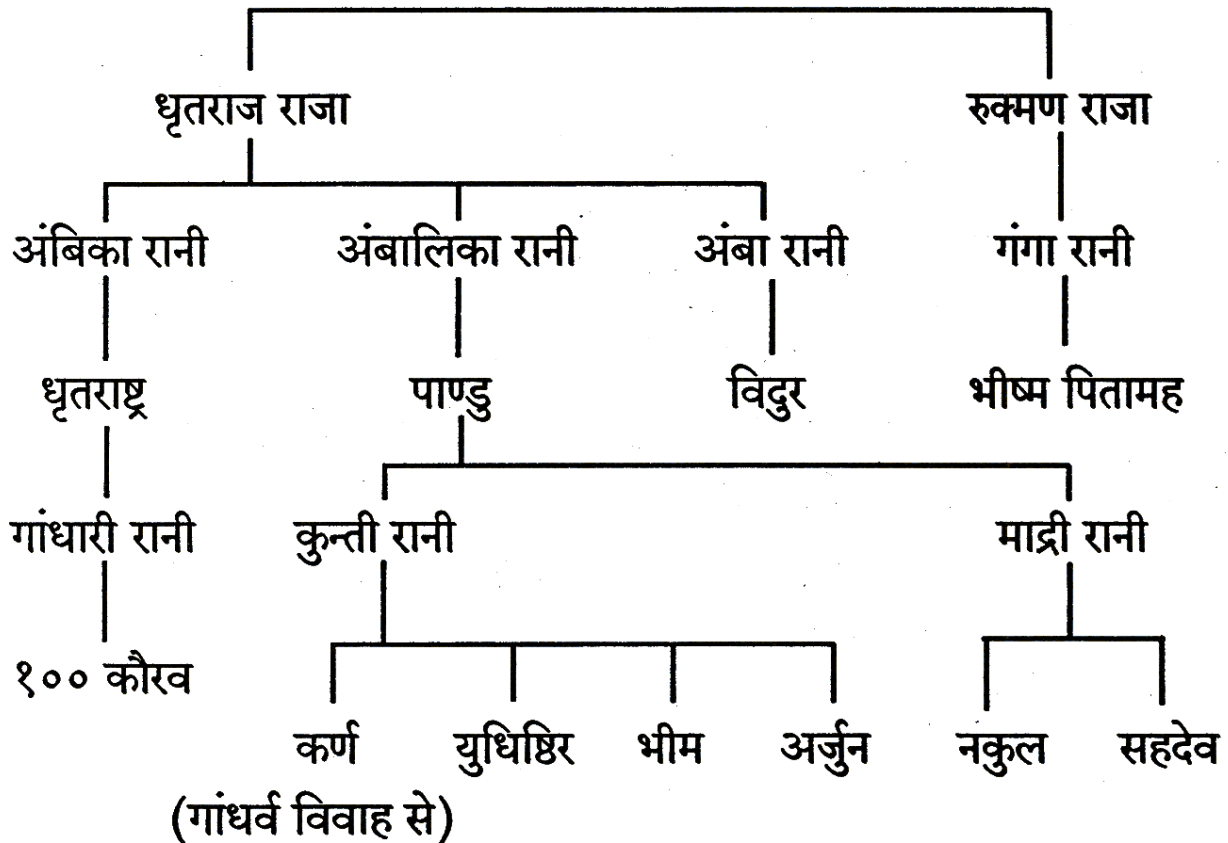 धृतराज राजा रुक्मण राजा
अंबिका रानी अंबालिका रानी अंबा रानी गंगा रानी
धृतराष्ट्र पाण्डु विदुर भीष्म पितामह
गांधारी रानी कुन्ती रानी माद्री रानी
१०० कौरव
कर्ण युधिष्ठिर भीम अर्जुन नकुल सहदेव
(गांधर्व विवाह से)